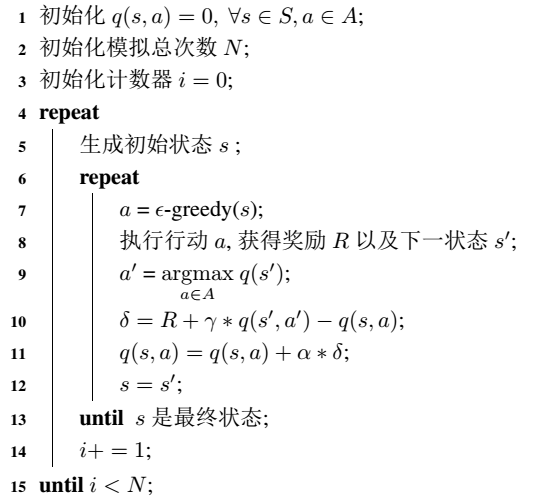 1 初始化 q(s, a) = 0, ∀s ∈ S, a ∈ A;
2 初始化模拟总次数 N;
3 初始化计数器 i = 0;
4 repeat
5 生成初始状态 s ;
6 repeat
7 a = ϵ-greedy(s);
8 执行行动 a, 获得奖励 R 以及下一状态 s′;
9 a′ = argmax q(s′);
a∈A
10 δ = R + γ ∗ q(s′, a′) − q(s, a);
11 q(s, a) = q(s, a) + α ∗ δ;
12 s = s′;
13 until s 是最终状态;
14 i+ = 1;
15 until i < N;